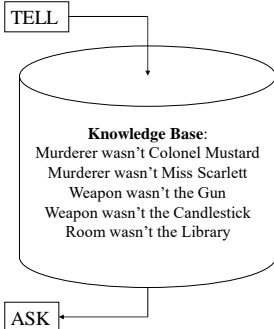 TELL
Knowledge Base:
Murderer wasn’t Colonel Mustard
Murderer wasn’t Miss Scarlett
Weapon wasn’t the Gun
Weapon wasn’t the Candlestick
Room wasn’t the Library
ASK